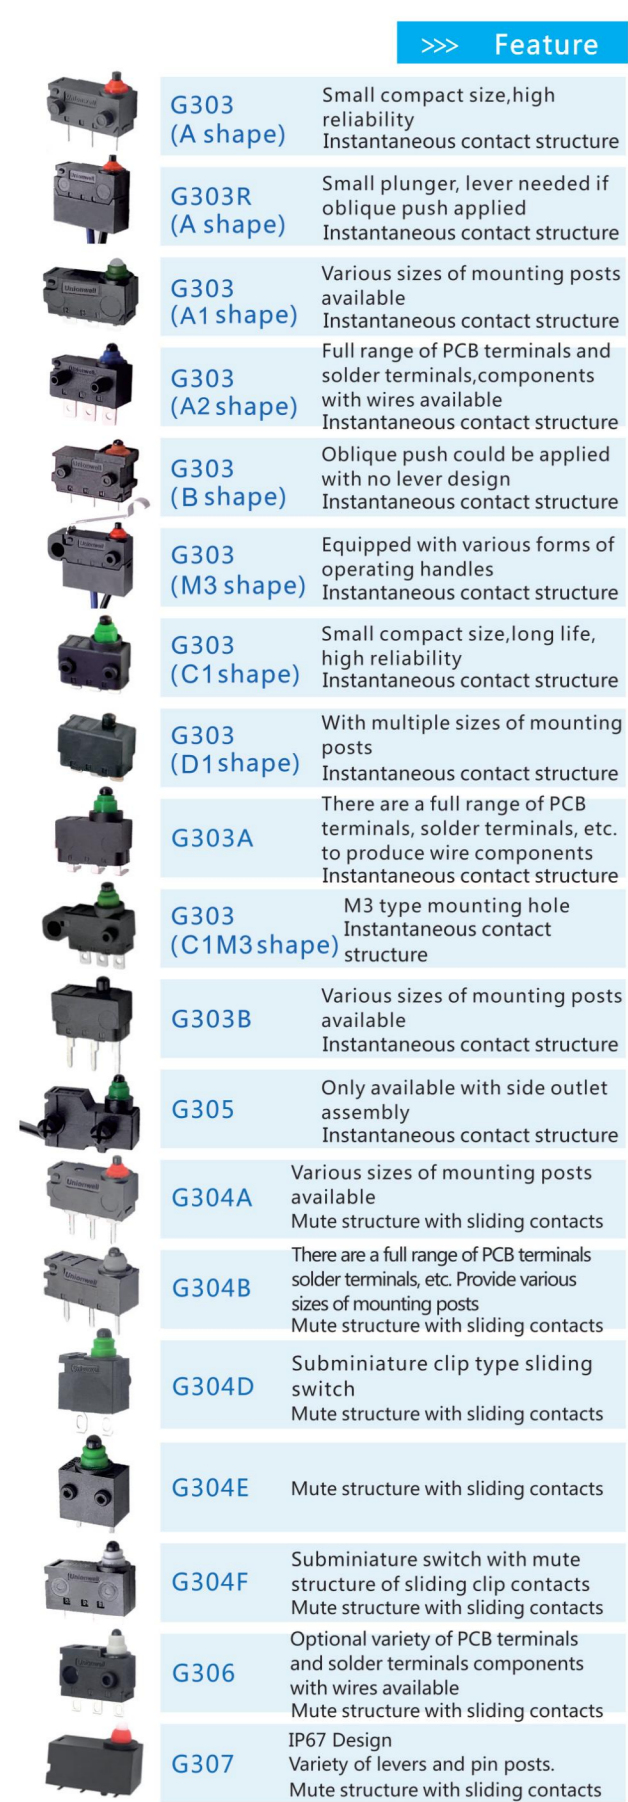 >>> Feature
G303
(A shape)
Small compact size,high
reliability
Instantaneous contact structure
G303R
(A shape)
Small plunger, lever needed if
oblique push applied
Instantaneous contact structure
G303
(A1 shape)
Various sizes of mounting posts
available
Instantaneous contact structure
G303
(A2 shape)
Full range of PCB terminals and
solder terminals,components
with wires available
Instantaneous contact structure
G303
(B shape)
Oblique push could be applied
with no lever design
Instantaneous contact structure
G303
(M3 shape)
Equipped with various forms of
operating handles
Instantaneous contact structure
G303
(C1 shape)
Small compact size,long life,
high reliability
Instantaneous contact structure
G303
(D1 shape)
With multiple sizes of mounting
posts
Instantaneous contact structure
G303A
There are a full range of PCB
terminals, solder terminals, etc.
to produce wire components
Instantaneous contact structure
G303
(C1M3 shape)
M3 type mounting hole
Instantaneous contact
structure
G303B
Various sizes of mounting posts
available
Instantaneous contact structure
G305
Only available with side outlet
assembly
Instantaneous contact structure
G304A
Various sizes of mounting posts
available
Mute structure with sliding contacts
G304B
There are a full range of PCB terminals
solder terminals, etc. Provide various
sizes of mounting posts
Mute structure with sliding contacts
G304D
Subminiature clip type sliding
switch
Mute structure with sliding contacts
G304E
Mute structure with sliding contacts
G304F
Subminiature switch with mute
structure of sliding clip contacts
Mute structure with sliding contacts
G306
Optional variety of PCB terminals
and solder terminals components
with wires available
Mute structure with sliding contacts
G307
IP67 Design
Variety of levers and pin posts.
Mute structure with sliding contacts